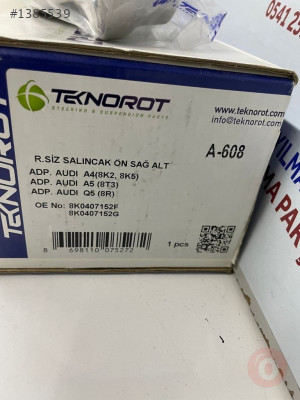 #1385539
0541 23
TEKNOROT
STEERING & SUSPENSION PARTS
www.teknorot.com
info@teknorot.com
TEKNOROT
R.SİZ SALINCAK ÖN SAĞ ALT
A-608
ADP. AUDI A4(8K2, 8K5)
ADP. AUDI A5 (8T3)
ADP. AUDI Q5 (8R)
OE No: 8K0407152F
8K0407152G
8 698110 075272
1 pcs